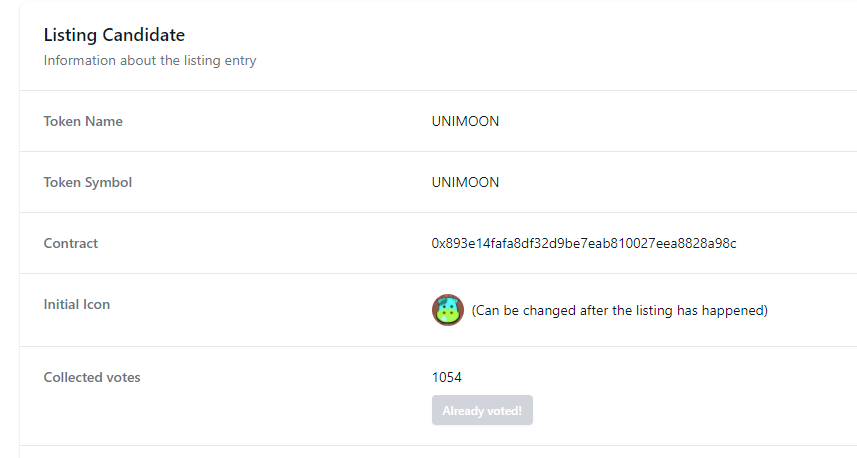 Listing Candidate
Information about the listing entry
Token Name
UNIMOON
Token Symbol
UNIMOON
Contract
0x893e14fafa8df32d9be7eab810027eea8828a98c
Initial Icon
(Can be changed after the listing has happened)
Collected votes
1054
Already voted!